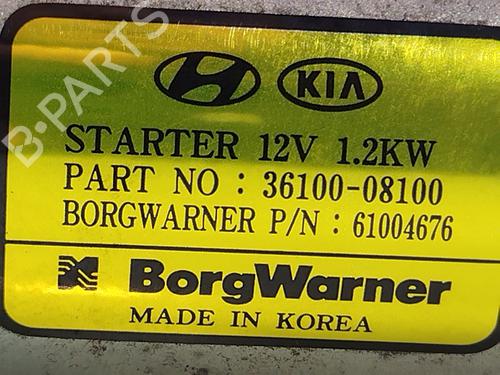 KIA
STARTER 12V 1.2KW
PART NO : 36100-08100
BORGWARNER P/N : 61004676
BorgWarner
MADE IN KOREA
B-PARTS